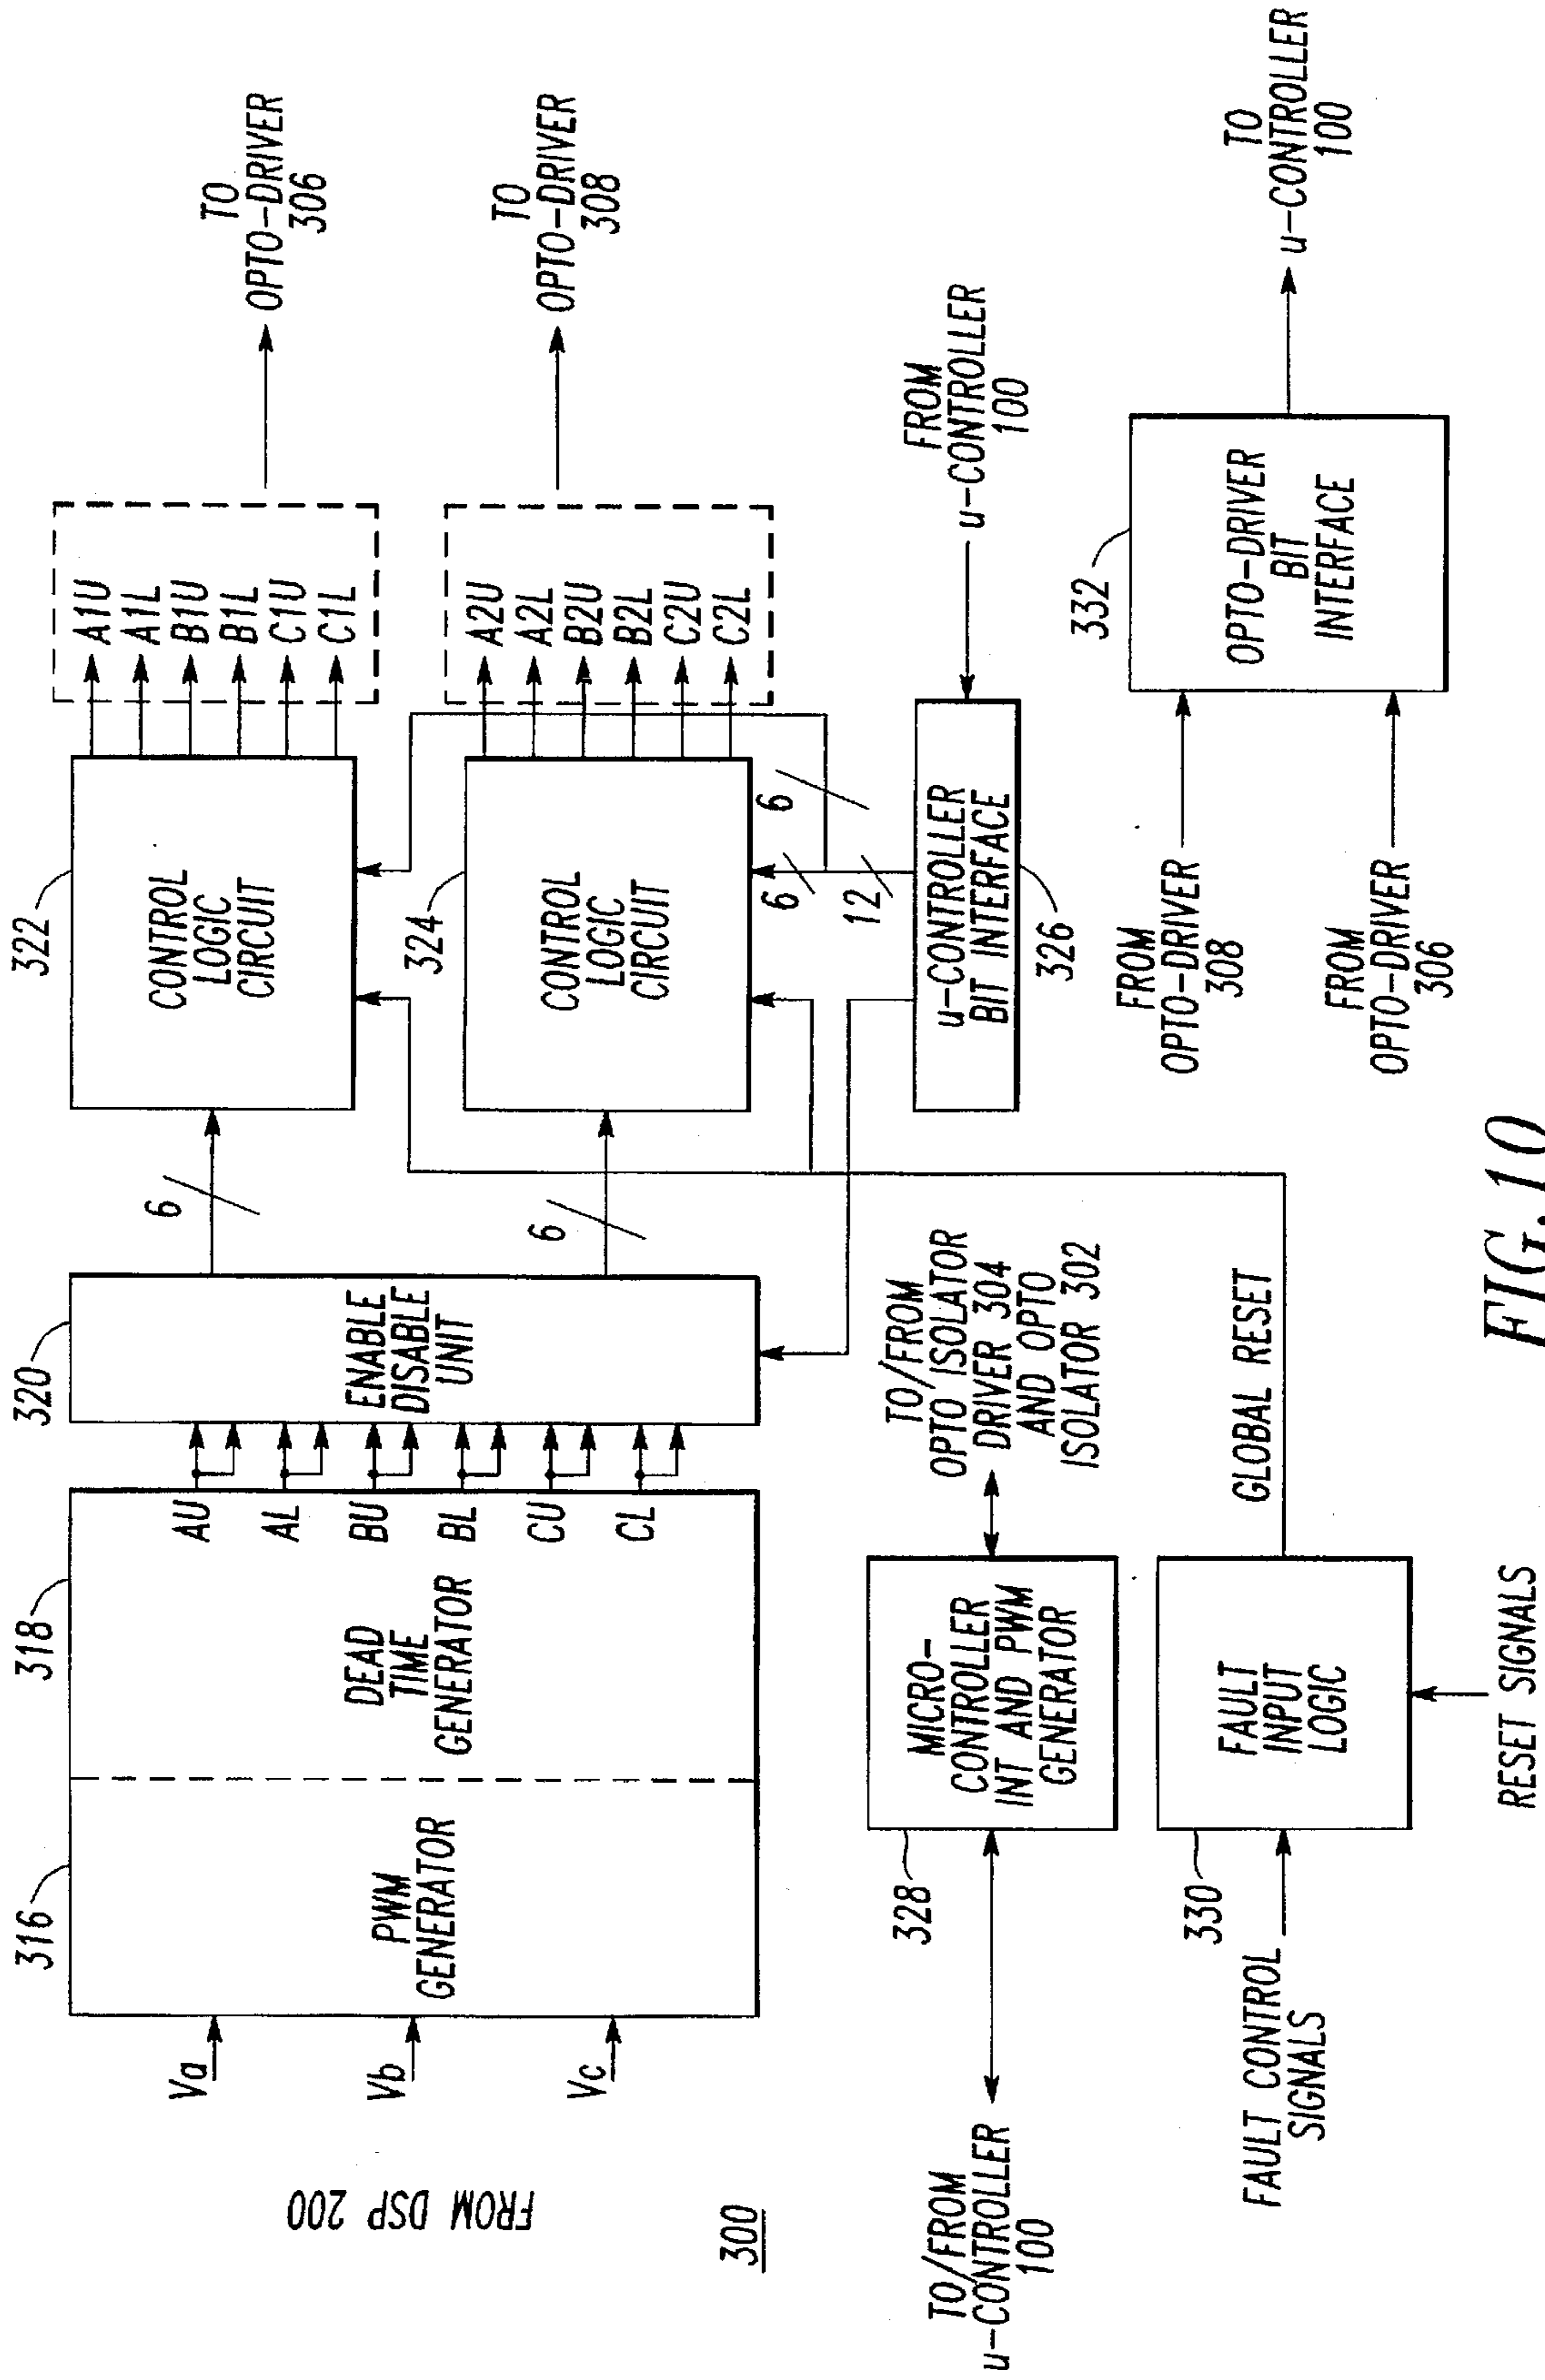 FROM DSP 200
300
Va
Vb
Vc
316
PWM
GENERATOR
318
DEAD
TIME
GENERATOR
AU
AL
BU
BL
CU
CL
320
ENABLE
DISABLE
UNIT
6
6
322
CONTROL
LOGIC
CIRCUIT
324
CONTROL
LOGIC
CIRCUIT
A1U
A1L
B1U
B1L
C1U
C1L
TO
OPTO-DRIVER
306
A2U
A2L
B2U
B2L
C2U
C2L
TO
OPTO-DRIVER
308
6
6
12
u-CONTROLLER
BIT INTERFACE
326
FROM
u-CONTROLLER
100
TO/FROM
u-CONTROLLER
100
328
MICRO-
CONTROLLER
INT AND PWM
GENERATOR
TO/FROM
OPTO ISOLATOR
DRIVER 304
AND OPTO
ISOLATOR 302
FAULT CONTROL
SIGNALS
330
FAULT
INPUT
LOGIC
GLOBAL RESET
RESET SIGNALS
FROM
OPTO-DRIVER
308
FROM
OPTO-DRIVER
306
332
OPTO-DRIVER
BIT
INTERFACE
TO
u-CONTROLLER
100
FIG.10